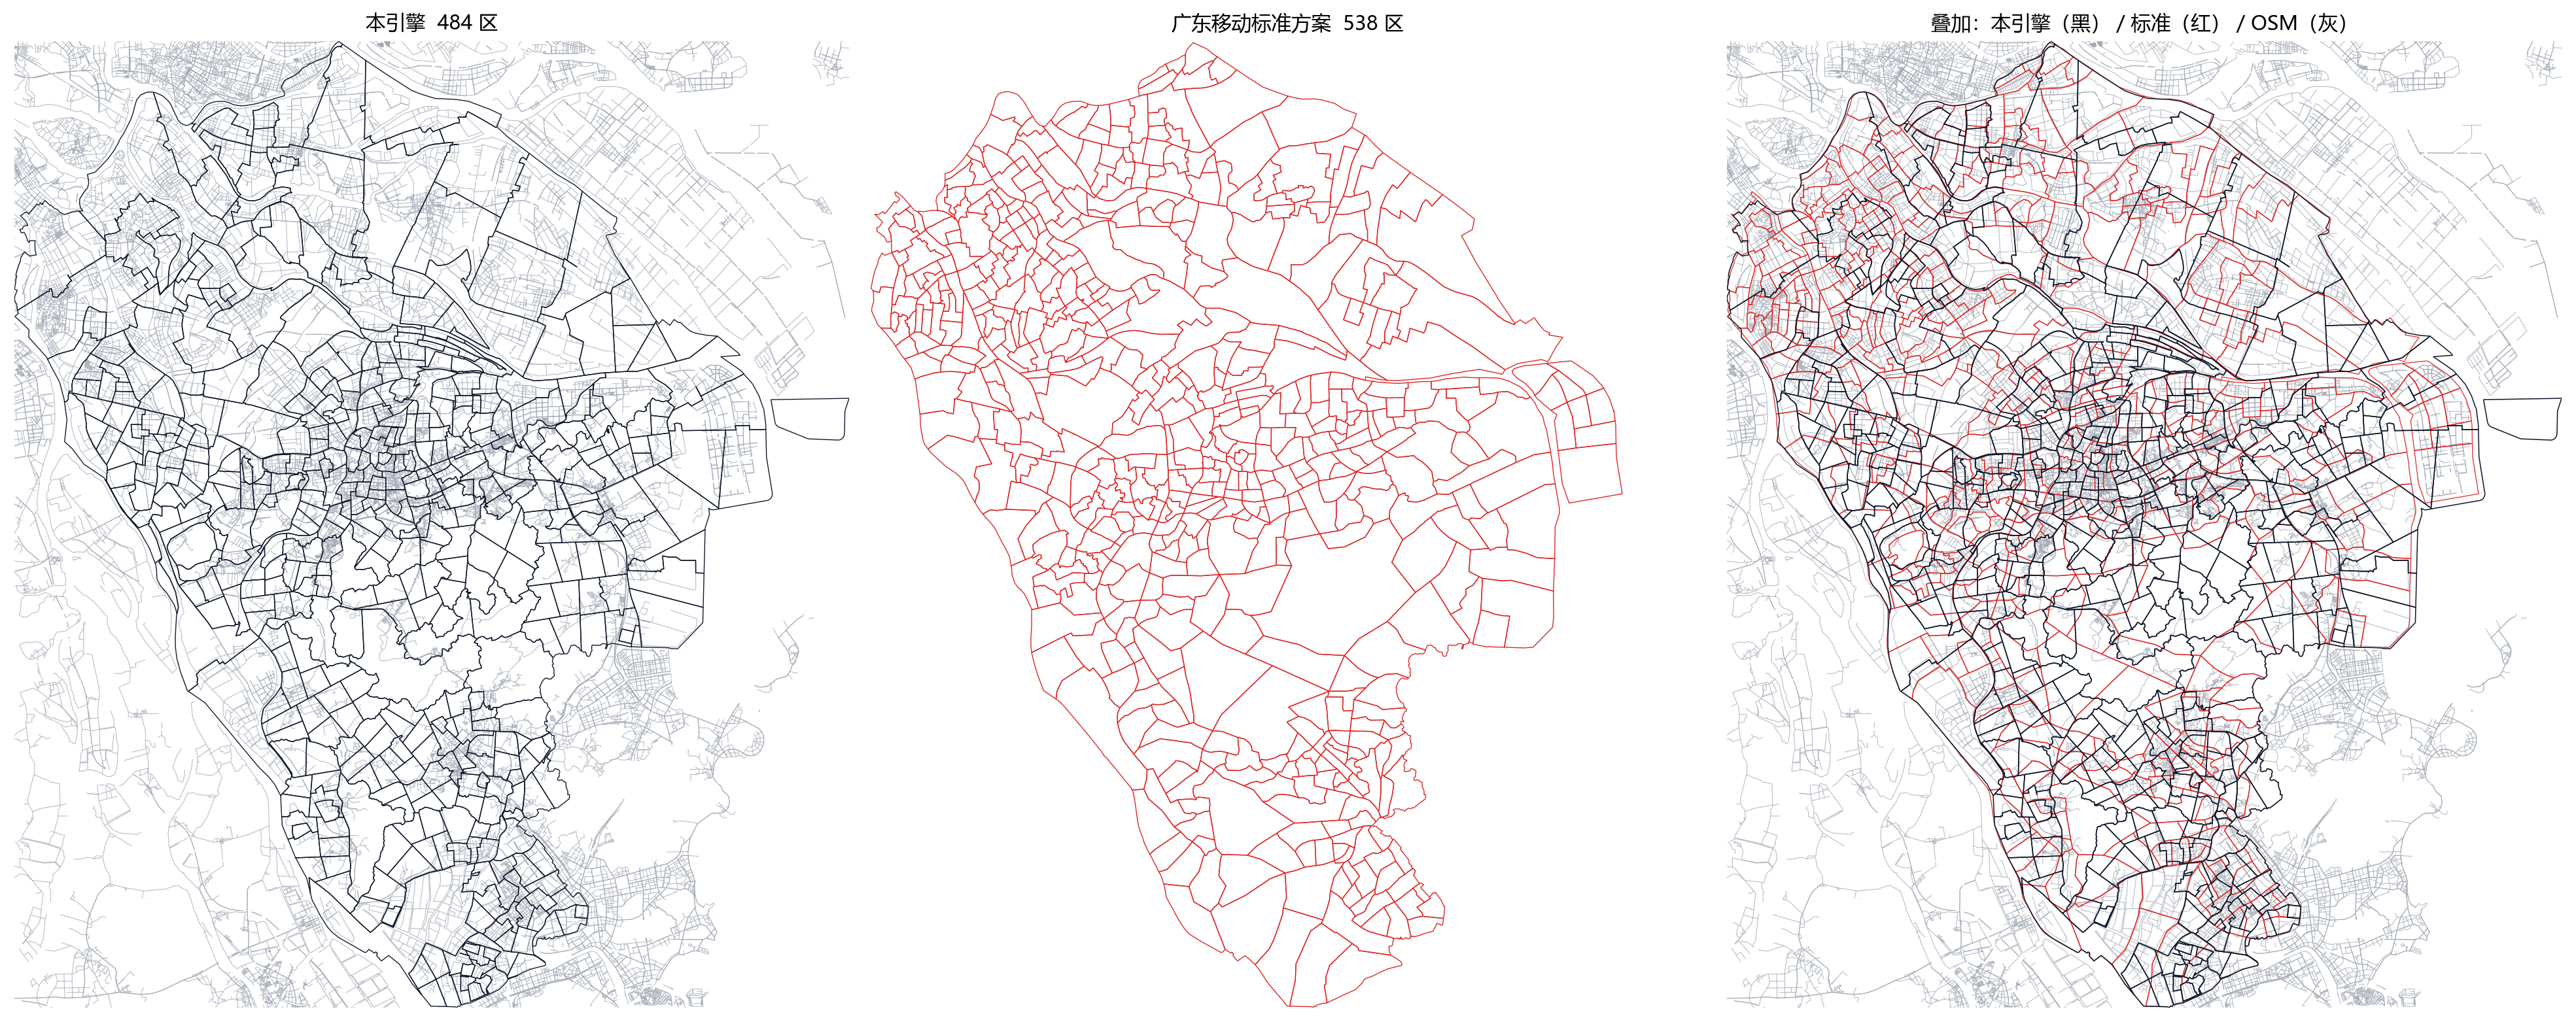 本引擎 484 区
广东移动标准方案 538 区
叠加：本引擎（黑） / 标准（红） / OSM（灰）